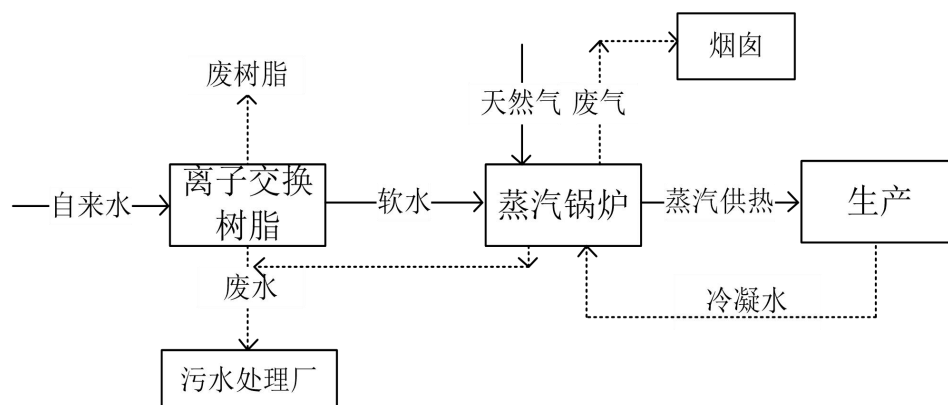 烟囱
废树脂
天然气
废气
自来水
离子交换
树脂
软水
蒸汽锅炉
蒸汽供热
生产
废水
冷凝水
污水处理厂